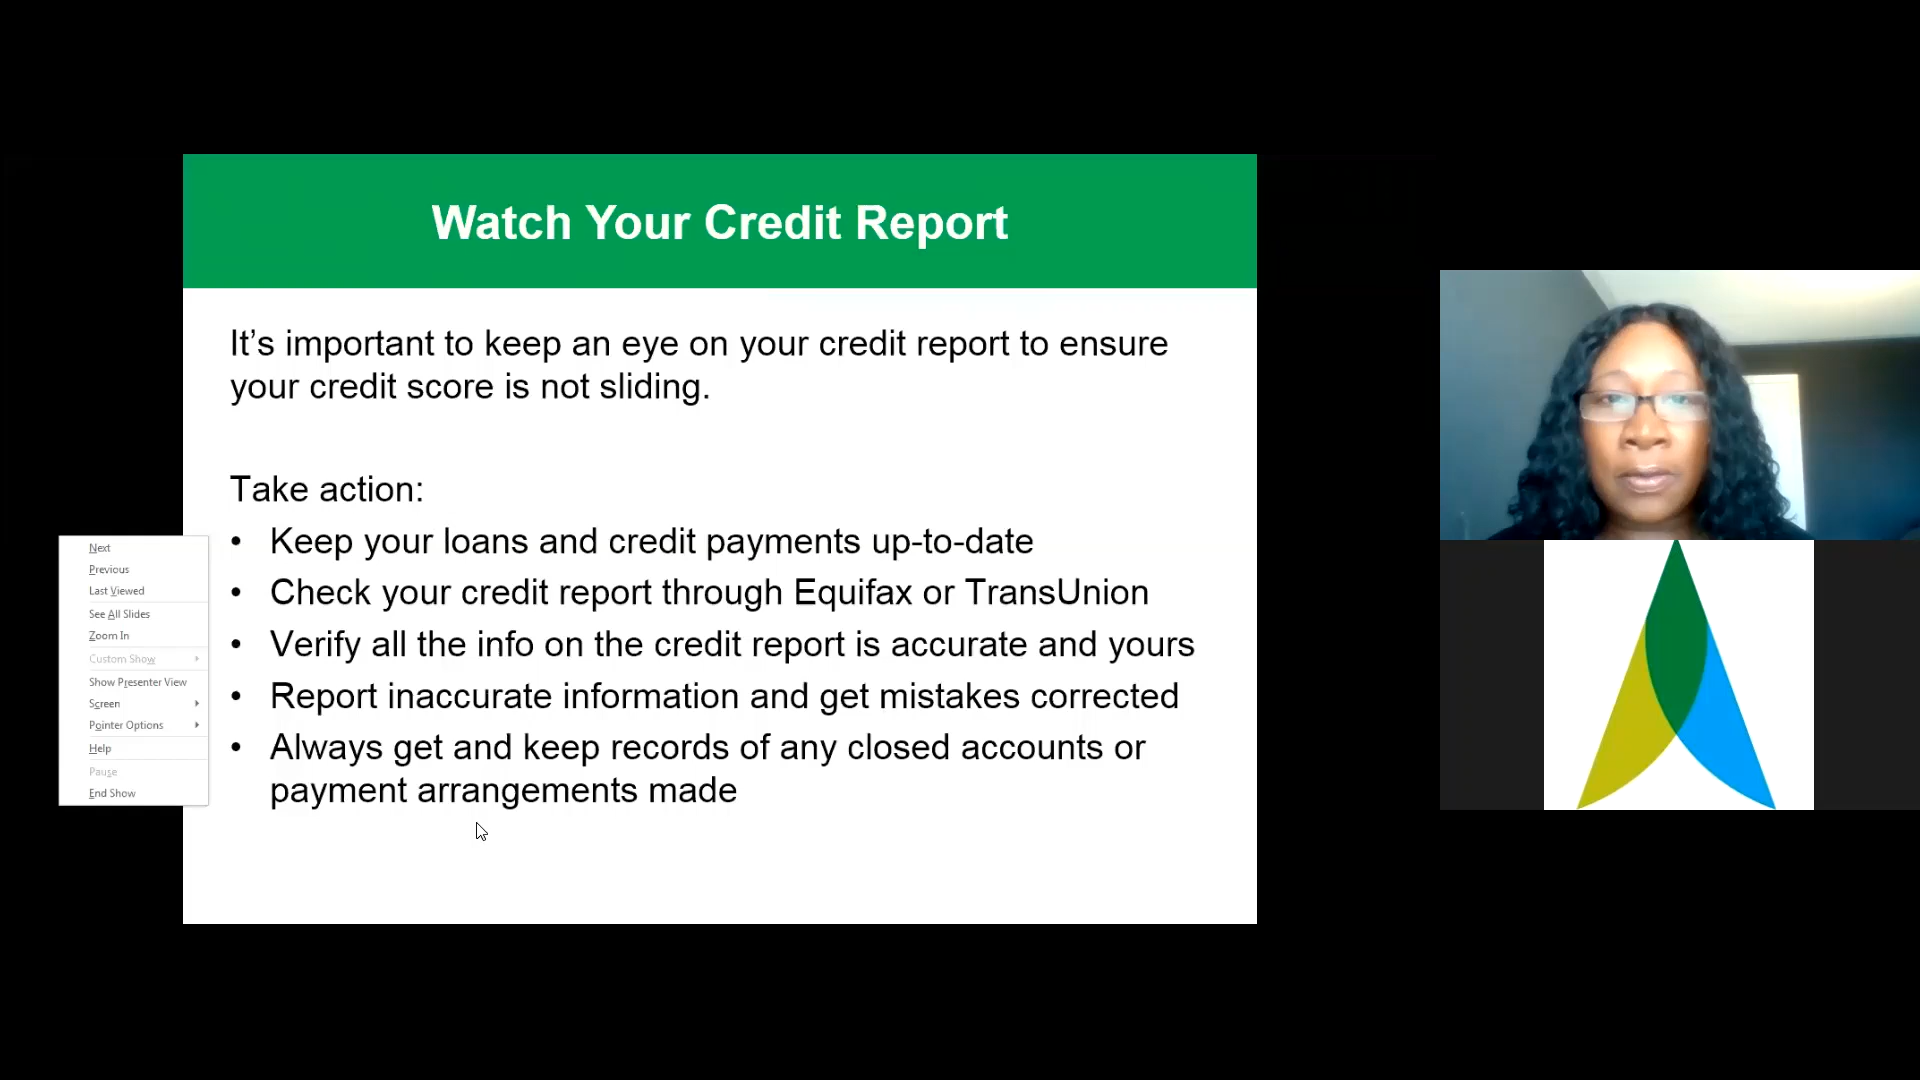 Watch Your Credit Report
It’s important to keep an eye on your credit report to ensure
your credit score is not sliding.
Take action:
• Keep your loans and credit payments up-to-date
• Check your credit report through Equifax or TransUnion
• Verify all the info on the credit report is accurate and yours
• Report inaccurate information and get mistakes corrected
• Always get and keep records of any closed accounts or
payment arrangements made
Next
Previous
Last Viewed
See All Slides
Zoom In
Custom Show
Show Presenter View
Screen
Pointer Options
Help
Pause
End Show